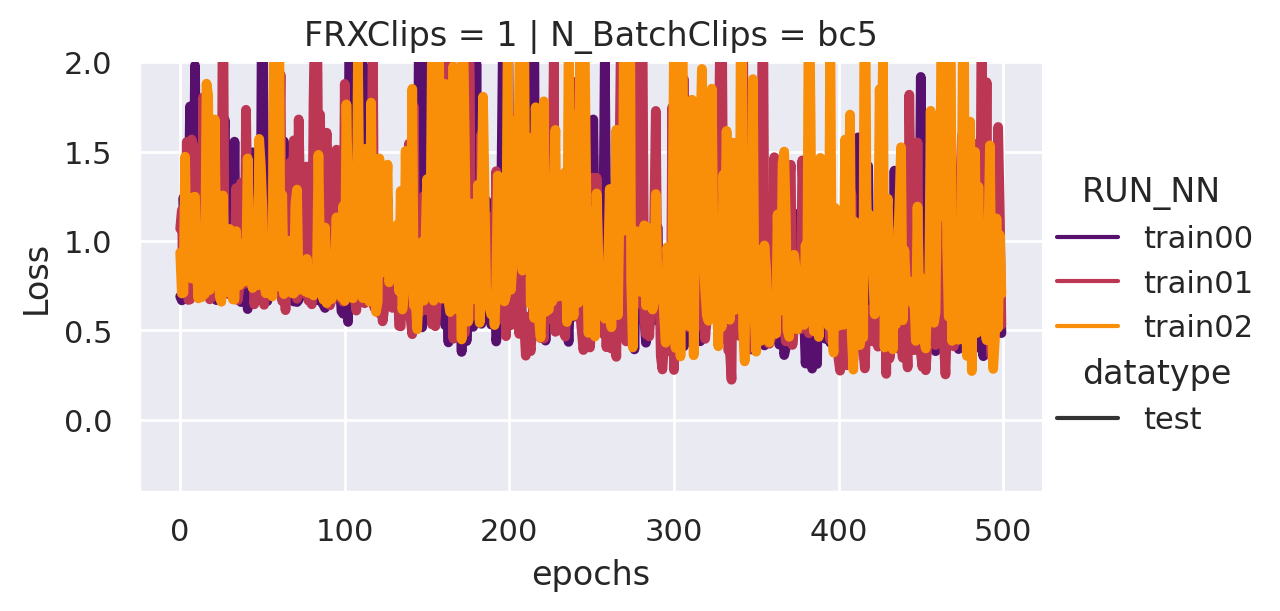 FRXClips = 1 | N_BatchClips = bc5
2.0
1.5
1.0
0.5
0.0
Loss
0
100
200
300
400
500
epochs
RUN_NN
train00
train01
train02
datatype
test